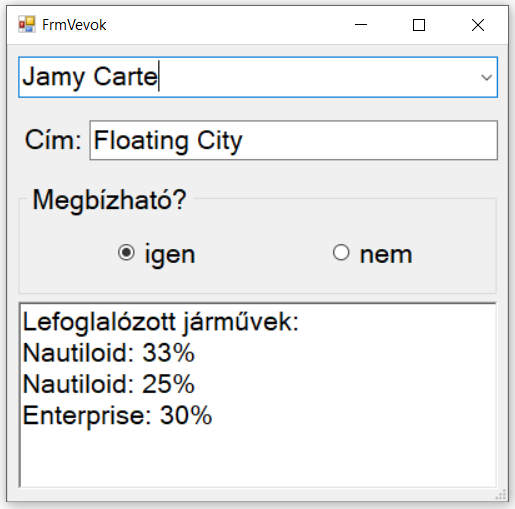 FrmVevok
Jamy Carte
Cím: Floating City
Megbízható?
igen nem
Lefoglalózott járművek:
Nautiloid: 33%
Nautiloid: 25%
Enterprise: 30%